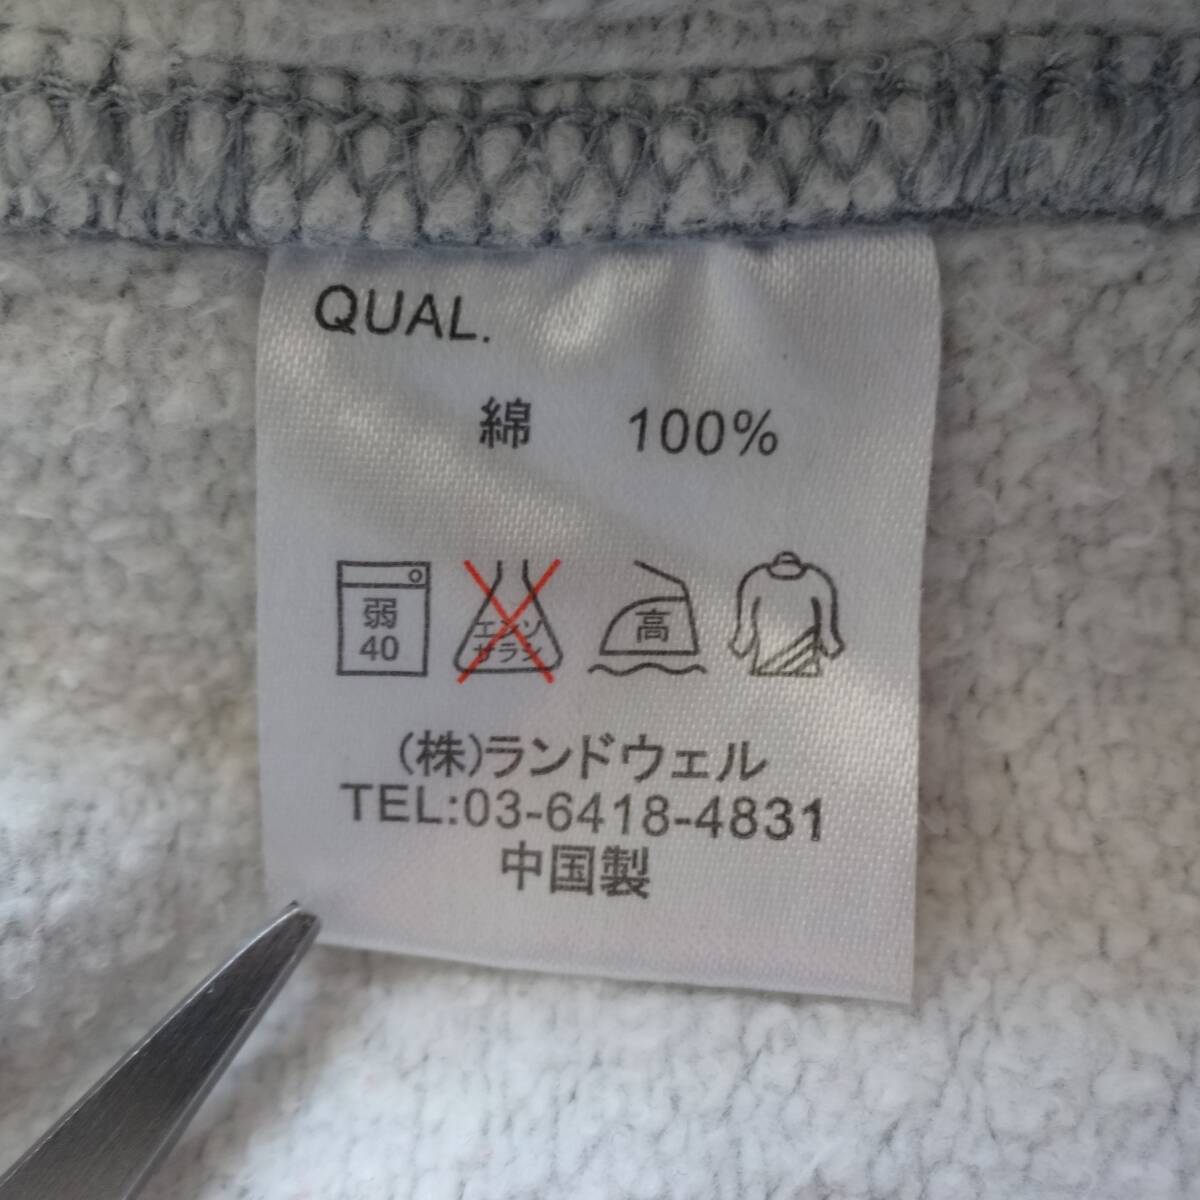 QUAL.
綿 100%
弱
40
エンソ
サラシ
高
(株)ランドウェル
TEL:03-6418-4831
中国製